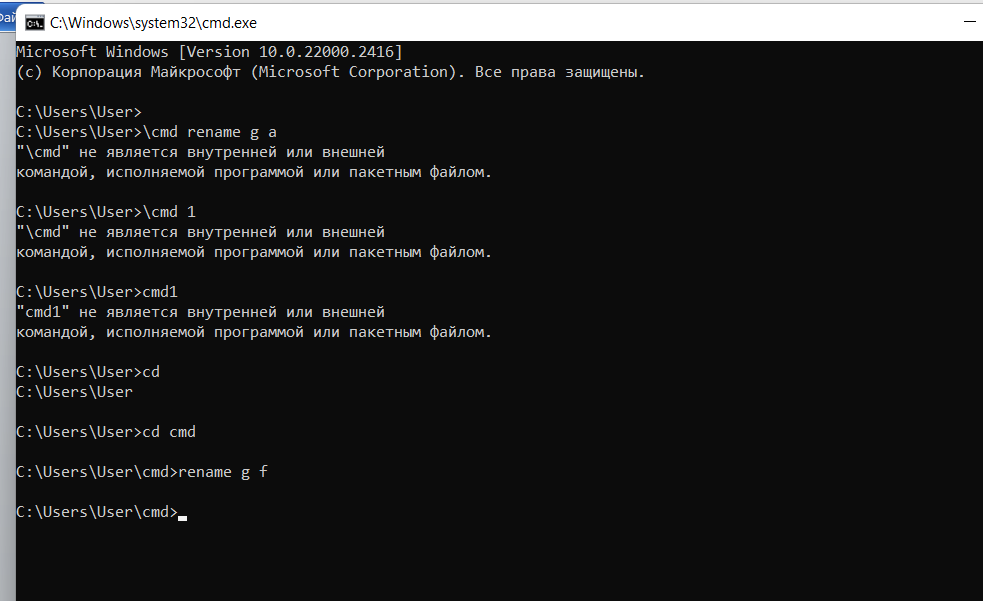 C:\Windows\system32\cmd.exe
Microsoft Windows [Version 10.0.22000.2416]
(c) Корпорация Майкрософт (Microsoft Corporation). Все права защищены.
C:\Users\User>
C:\Users\User>\cmd rename g a
"\cmd" не является внутренней или внешней
командой, исполняемой программой или пакетным файлом.
C:\Users\User>\cmd 1
"\cmd" не является внутренней или внешней
командой, исполняемой программой или пакетным файлом.
C:\Users\User>cmd1
"cmd1" не является внутренней или внешней
командой, исполняемой программой или пакетным файлом.
C:\Users\User>cd
C:\Users\User
C:\Users\User>cd cmd
C:\Users\User\cmd>rename g f
C:\Users\User\cmd>